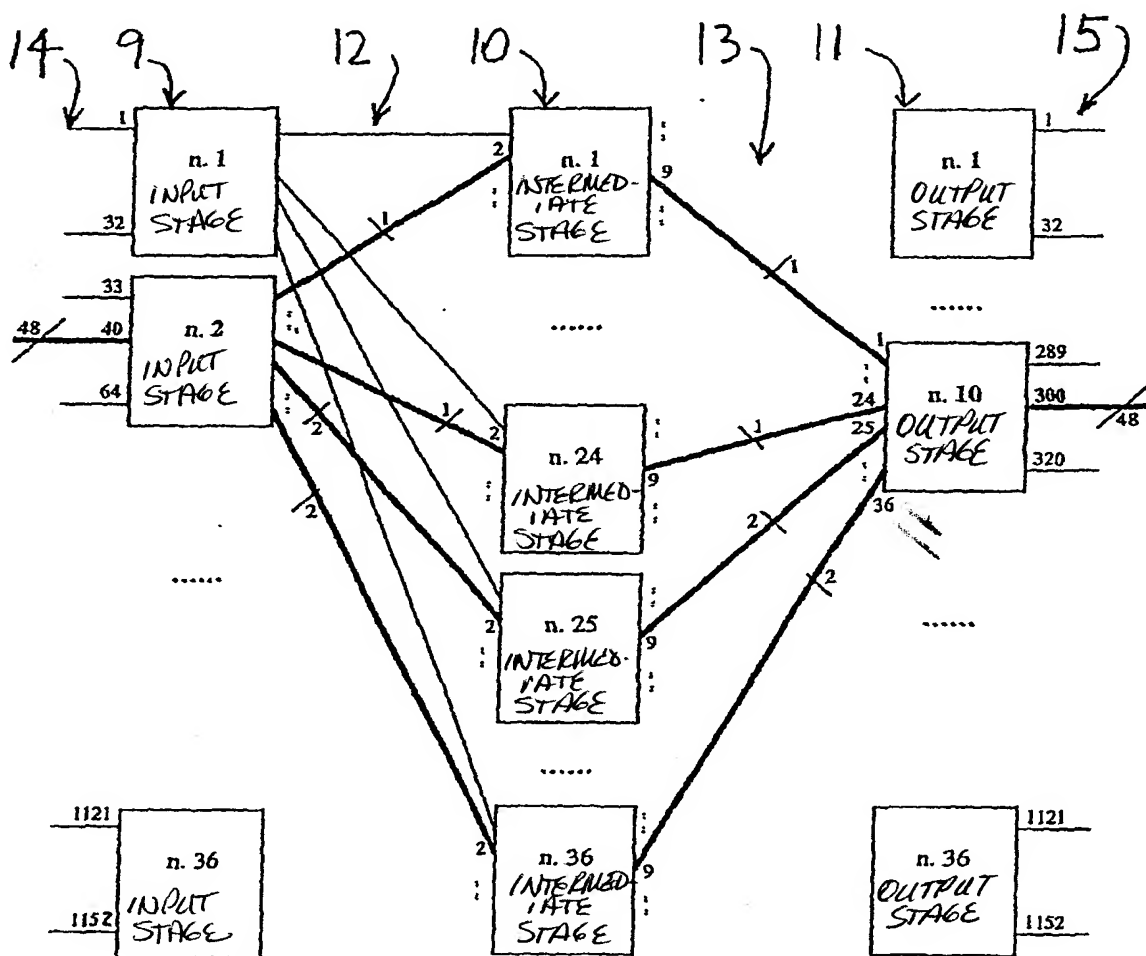 14 9 12 10 13 11 15
1
n. 1
INPUT
STAGE
32
33
48 40
n. 2
INPUT
STAGE
64
......
1121
n. 36
INPUT
STAGE
1152
1
1
2
2
2
n. 1
INTERMED-
IATE
STAGE
9
......
2
n. 24
INTERMED-
IATE
STAGE
9
2
n. 25
INTERMED-
IATE
STAGE
9
......
2
n. 36
INTERMED-
IATE
STAGE
9
1
1
2
2
n. 1
OUTPUT
STAGE
1
32
......
1
24
25
36
n. 10
OUTPUT
STAGE
289
300
48
320
......
n. 36
OUTPUT
STAGE
1121
1152